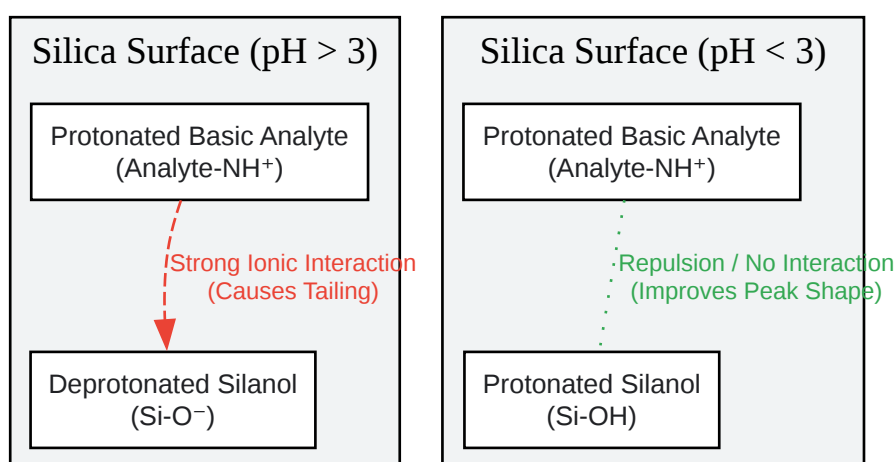 Silica Surface (pH > 3)
Protonated Basic Analyte
(Analyte-NH⁺)
Strong Ionic Interaction
(Causes Tailing)
Deprotonated Silanol
(Si-O⁻)
Silica Surface (pH < 3)
Protonated Basic Analyte
(Analyte-NH⁺)
Repulsion / No Interaction
(Improves Peak Shape)
Protonated Silanol
(Si-OH)